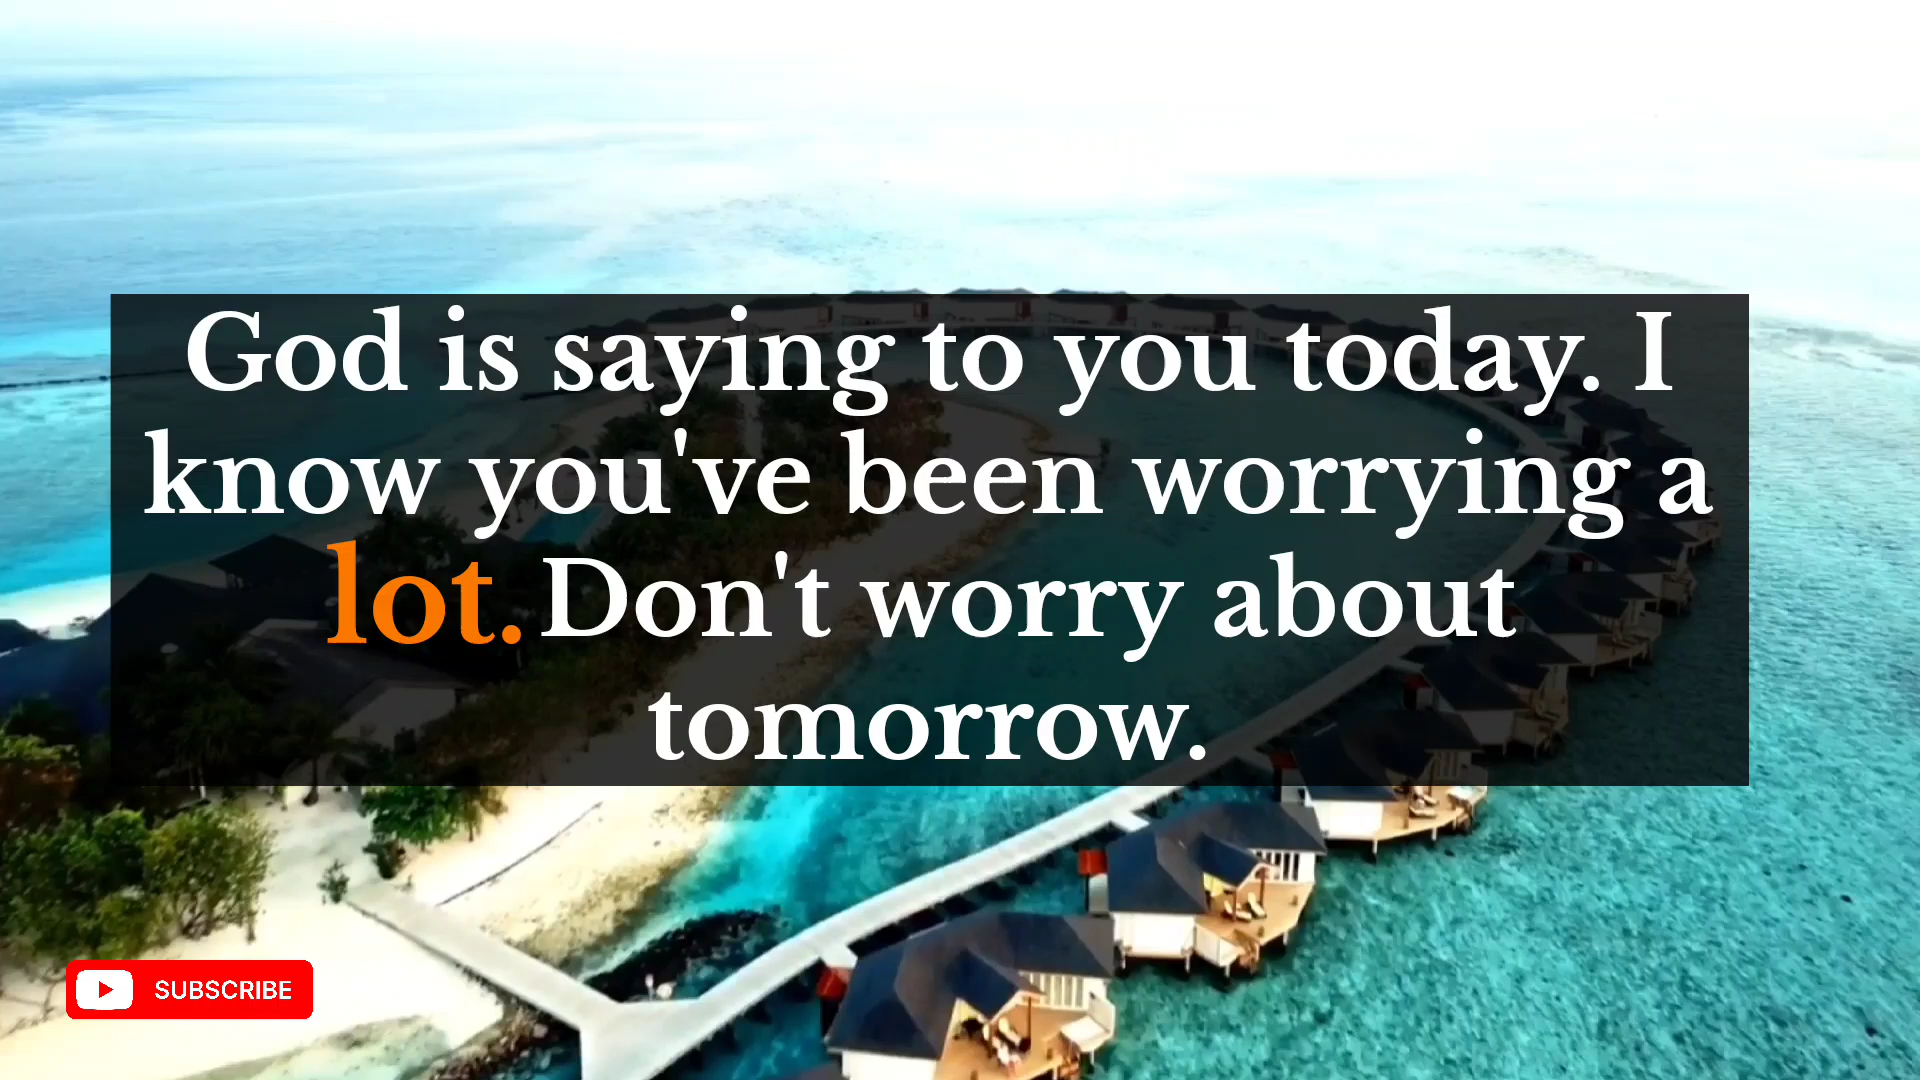 God is saying to you today. I
know you've been worrying a
lot. Don't worry about
tomorrow.
SUBSCRIBE